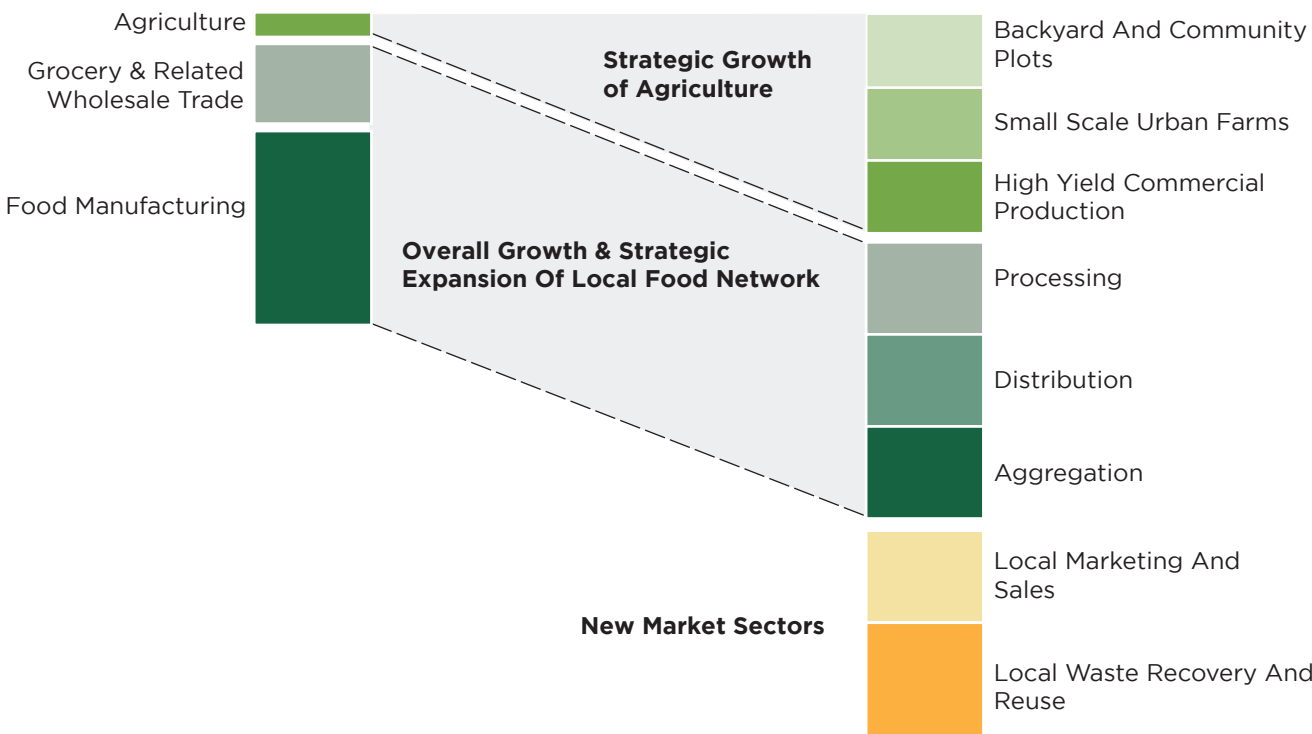 Agriculture
Grocery & Related
Wholesale Trade
Food Manufacturing
Strategic Growth
of Agriculture
Overall Growth & Strategic
Expansion Of Local Food Network
New Market Sectors
Backyard And Community
Plots
Small Scale Urban Farms
High Yield Commercial
Production
Processing
Distribution
Aggregation
Local Marketing And
Sales
Local Waste Recovery And
Reuse